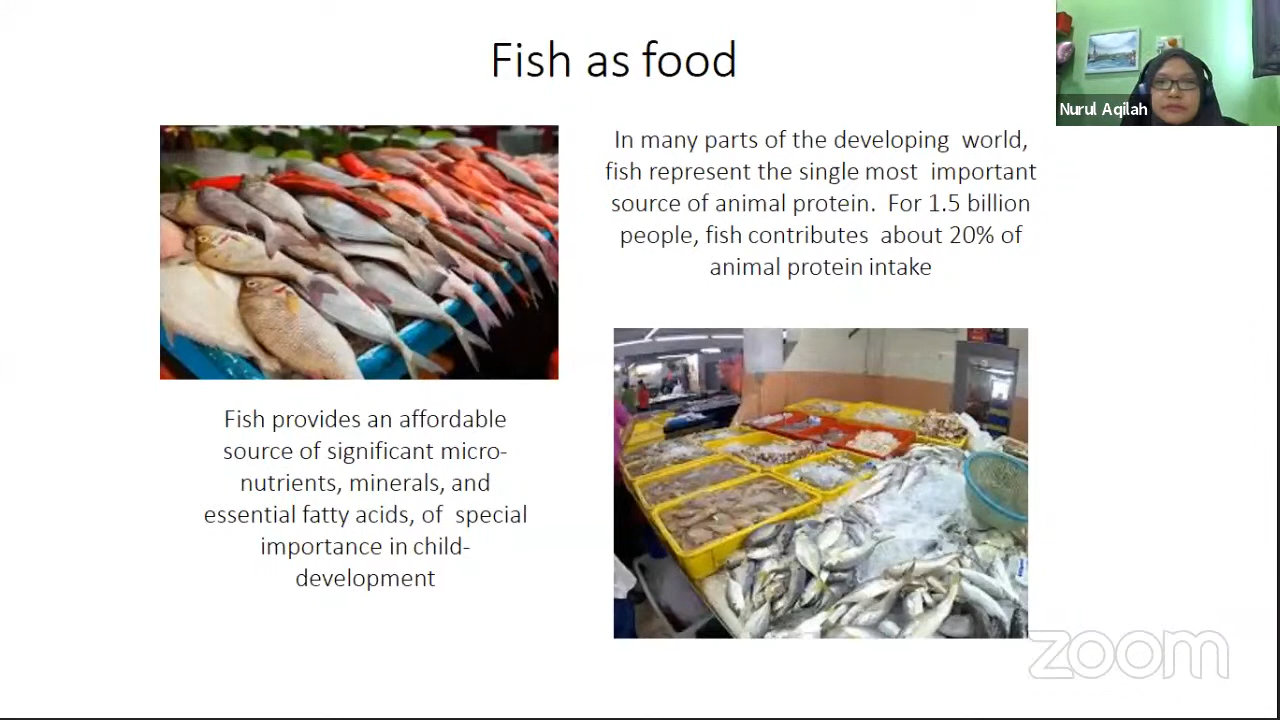 Fish as food
Nurul Aqilah
In many parts of the developing world,
fish represent the single most important
source of animal protein. For 1.5 billion
people, fish contributes about 20% of
animal protein intake
Fish provides an affordable
source of significant micro-
nutrients, minerals, and
essential fatty acids, of special
importance in child-
development
zoom